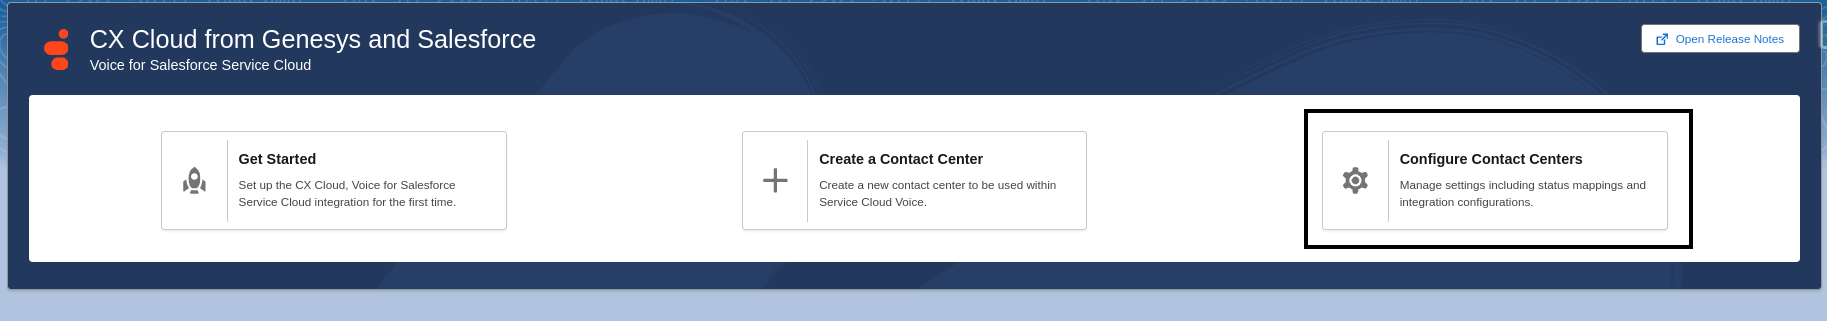 CX Cloud from Genesys and Salesforce
Voice for Salesforce Service Cloud
Open Release Notes
Get Started
Set up the CX Cloud, Voice for Salesforce
Service Cloud integration for the first time.
Create a Contact Center
Create a new contact center to be used within
Service Cloud Voice.
Configure Contact Centers
Manage settings including status mappings and
integration configurations.